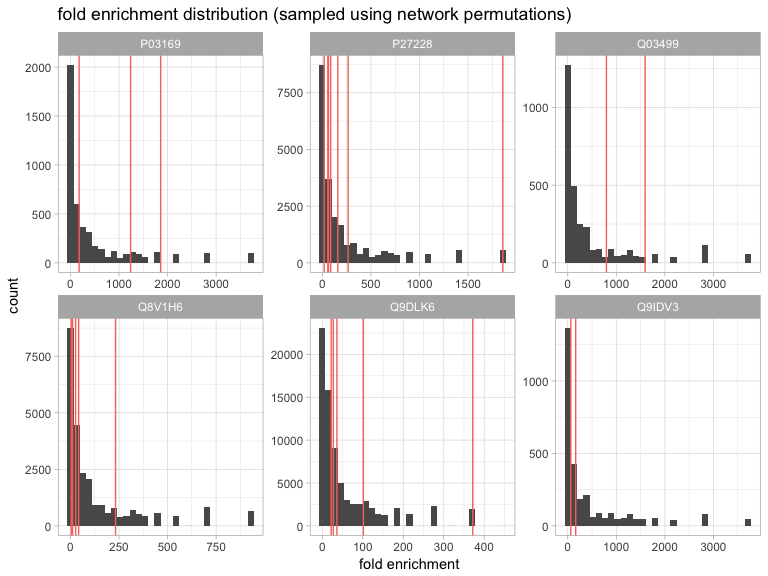 fold enrichment distribution (sampled using network permutations)
P03169 P27228 Q03499
2000
1500
1000
500
0
0 1000 2000 3000
7500
5000
2500
0
0 500 1000 1500
1000
500
0
0 1000 2000 3000
count
Q8V1H6 Q9DLK6 Q9IDV3
7500
5000
2500
0
0 250 500 750
20000
15000
10000
5000
0
0 100 200 300 400
1000
500
0
0 1000 2000 3000
fold enrichment